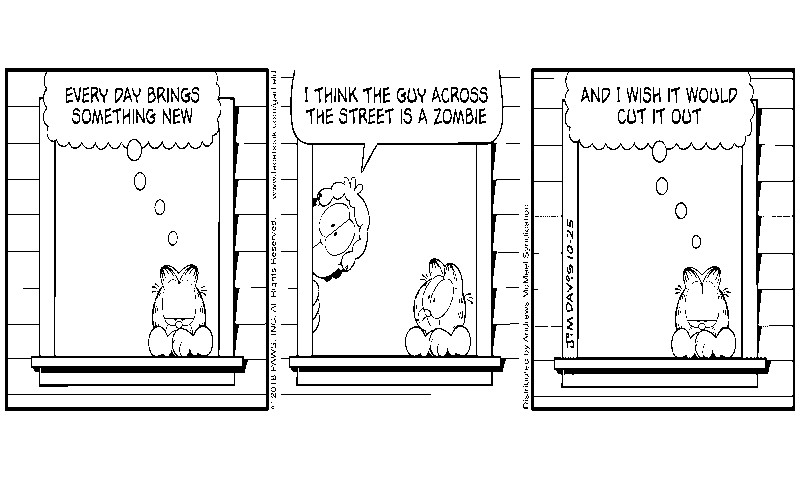 EVERY DAY BRINGS
SOMETHING NEW
I THINK THE GUY ACROSS
THE STREET IS A ZOMBIE
AND I WISH IT WOULD
CUT IT OUT
JIM DAVIS 10-25
© 2018 PAWS, INC. All Rights Reserved.
Distributed by Andrews McMeel Syndication